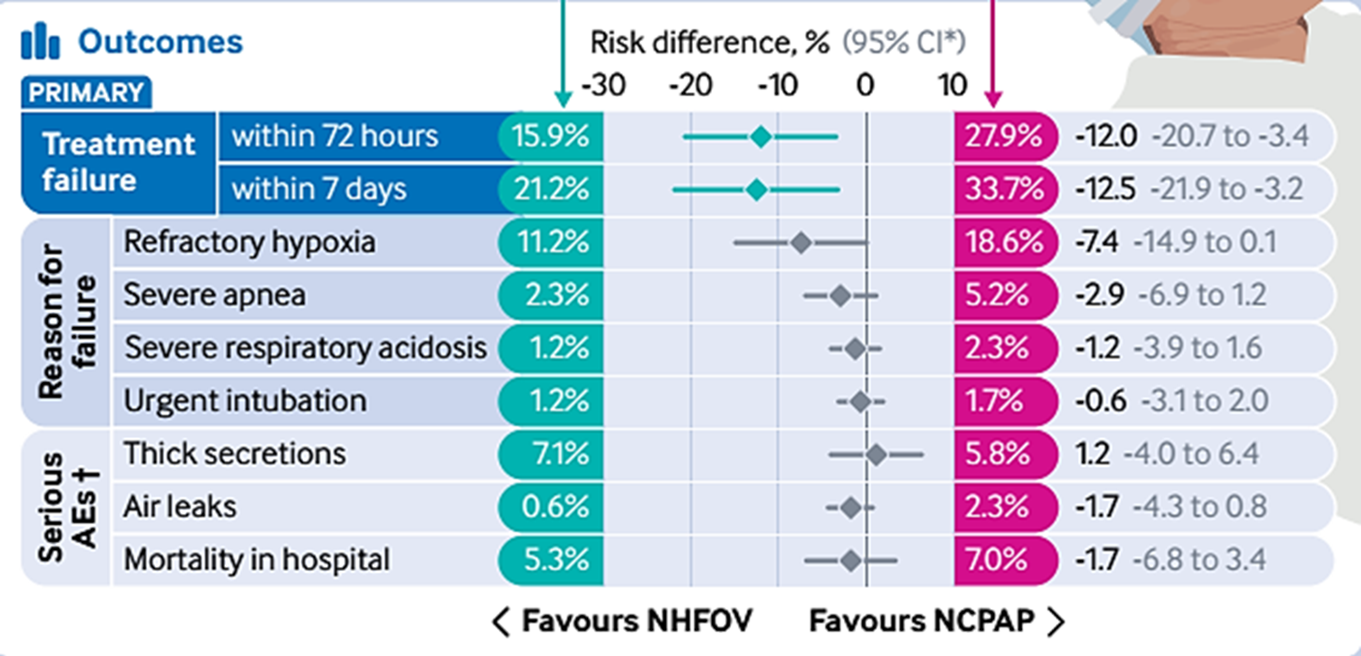 Outcomes
Risk difference, % (95% CI*)
PRIMARY
-30 -20 -10 0 10
Treatment failure
within 72 hours 15.9% 27.9% -12.0 -20.7 to -3.4
within 7 days 21.2% 33.7% -12.5 -21.9 to -3.2
Reason for failure
Refractory hypoxia 11.2% 18.6% -7.4 -14.9 to 0.1
Severe apnea 2.3% 5.2% -2.9 -6.9 to 1.2
Severe respiratory acidosis 1.2% 2.3% -1.2 -3.9 to 1.6
Urgent intubation 1.2% 1.7% -0.6 -3.1 to 2.0
Serious AEs †
Thick secretions 7.1% 5.8% 1.2 -4.0 to 6.4
Air leaks 0.6% 2.3% -1.7 -4.3 to 0.8
Mortality in hospital 5.3% 7.0% -1.7 -6.8 to 3.4
< Favours NHFOV Favours NCPAP >